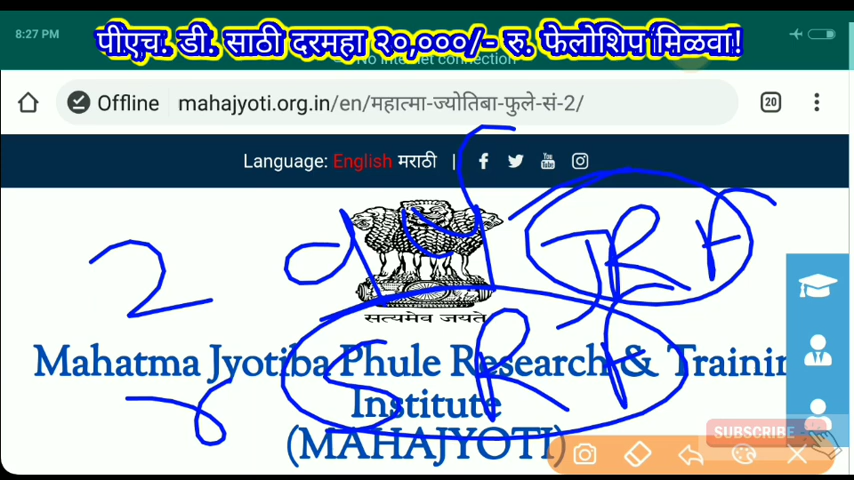 पीएच. डी. साठी दरमहा २०,०००/- रु. फेलोशिप मिळवा!
8:27 PM
No internet connection
Offline mahajyoti.org.in/en/महात्मा-ज्योतिबा-फुले-सं-2/ 20
Language: English मराठी |
2 JRF
सत्यमेव जयते
Mahatma Jyotiba Phule Research & Trainin
SRF
Institute
(MAHAJYOTI)
SUBSCRIBE